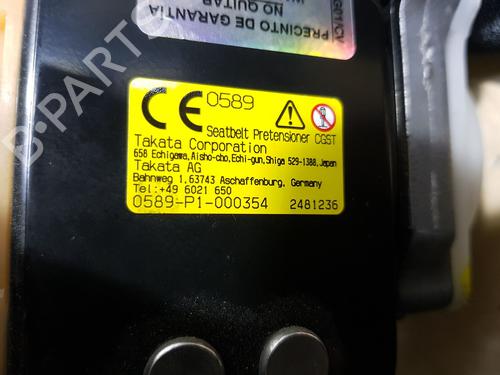 GR1/CV
PRECINTO DE GARANTIA
NO QUITAR
B-PARTS
CE 0589
Seatbelt Pretensioner CGST
Takata Corporation
658 Echigawa,Aisho-cho,Echi-gun,Shiga 529-1388,Japan
Takata AG
Bahnweg 1,63743 Aschaffenburg, Germany
Tel:+49 6021 650
0589-P1-000354 2481236